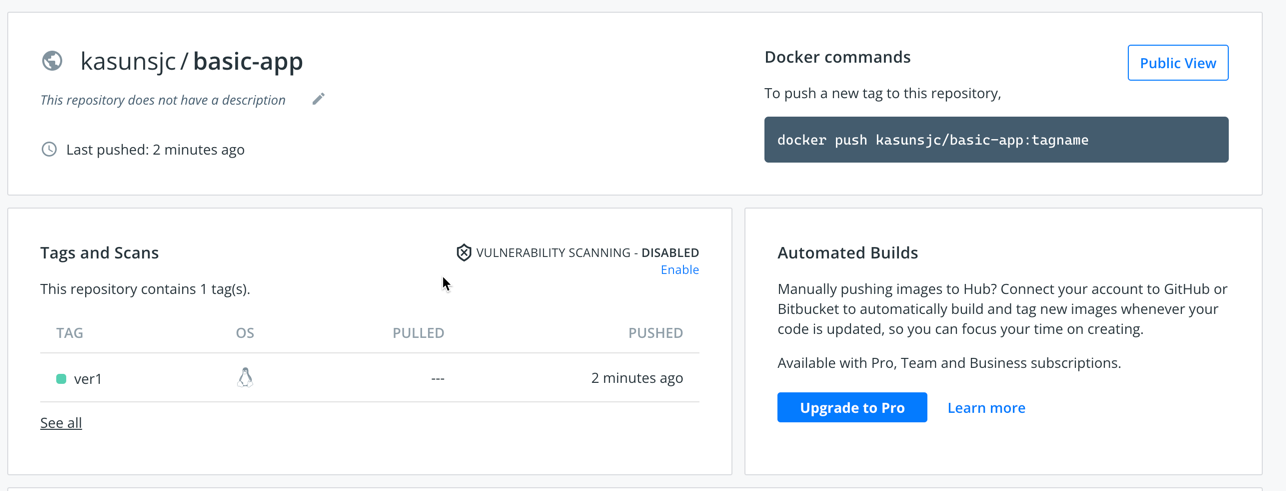 kasunsjc / basic-app
This repository does not have a description
Last pushed: 2 minutes ago
Docker commands
Public View
To push a new tag to this repository,
docker push kasunsjc/basic-app:tagname
Tags and Scans
VULNERABILITY SCANNING - DISABLED
Enable
This repository contains 1 tag(s).
TAG OS PULLED PUSHED
ver1 --- 2 minutes ago
See all
Automated Builds
Manually pushing images to Hub? Connect your account to GitHub or
Bitbucket to automatically build and tag new images whenever your
code is updated, so you can focus your time on creating.
Available with Pro, Team and Business subscriptions.
Upgrade to Pro Learn more